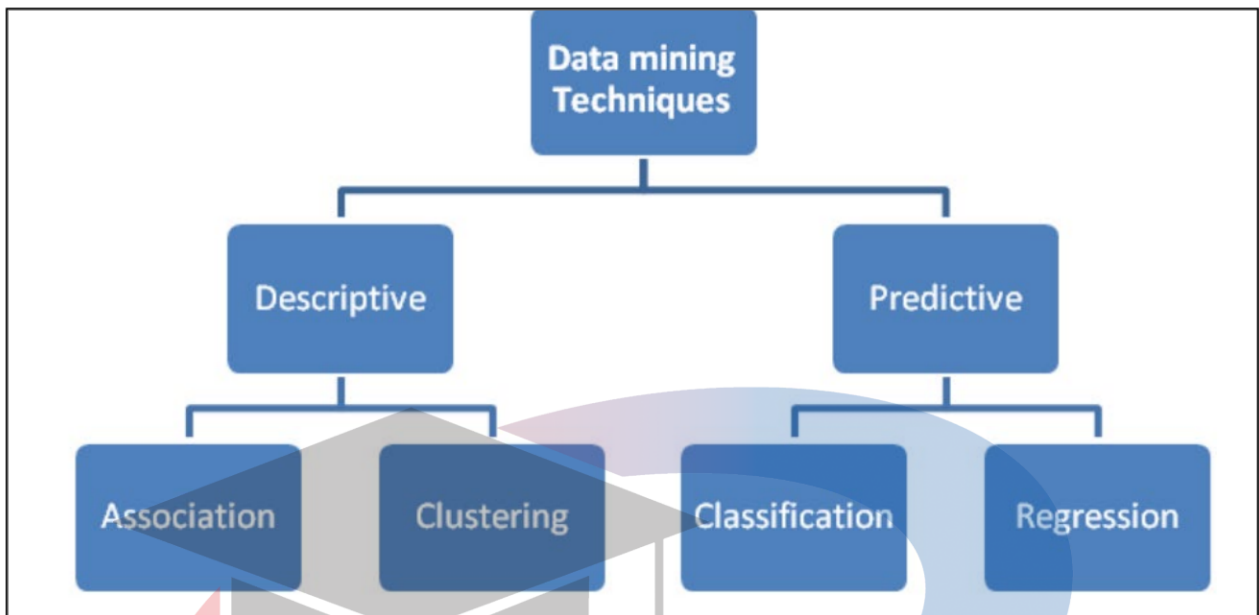 Data mining
Techniques
Descriptive
Predictive
Association
Clustering
Classification
Regression